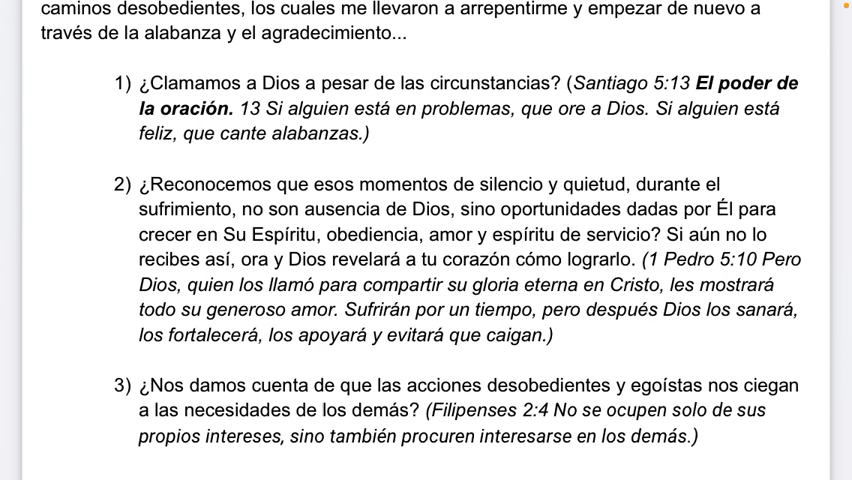 caminos desobedientes, los cuales me llevaron a arrepentirme y empezar de nuevo a
través de la alabanza y el agradecimiento...
1) ¿Clamamos a Dios a pesar de las circunstancias? (Santiago 5:13 El poder de
la oración. 13 Si alguien está en problemas, que ore a Dios. Si alguien está
feliz, que cante alabanzas.)
2) ¿Reconocemos que esos momentos de silencio y quietud, durante el
sufrimiento, no son ausencia de Dios, sino oportunidades dadas por Él para
crecer en Su Espíritu, obediencia, amor y espíritu de servicio? Si aún no lo
recibes así, ora y Dios revelará a tu corazón cómo lograrlo. (1 Pedro 5:10 Pero
Dios, quien los llamó para compartir su gloria eterna en Cristo, les mostrará
todo su generoso amor. Sufrirán por un tiempo, pero después Dios los sanará,
los fortalecerá, los apoyará y evitará que caigan.)
3) ¿Nos damos cuenta de que las acciones desobedientes y egoístas nos ciegan
a las necesidades de los demás? (Filipenses 2:4 No se ocupen solo de sus
propios intereses, sino también procuren interesarse en los demás.)